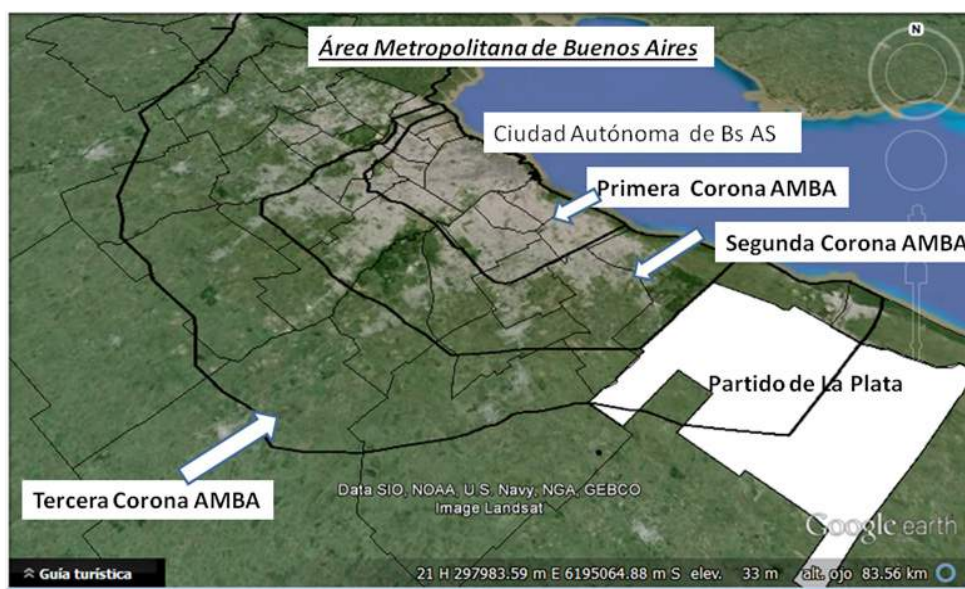 Área Metropolitana de Buenos Aires
N
Ciudad Autónoma de Bs AS
Primera Corona AMBA
Segunda Corona AMBA
Partido de La Plata
Tercera Corona AMBA
Data SIO, NOAA, U.S. Navy, NGA, GEBCO
Image Landsat
Google earth
Guía turística
21 H 297983.59 m E 6195064.88 m S elev. 33 m alt. ojo 83.56 km